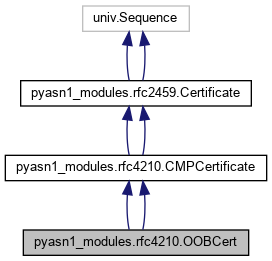 univ.Sequence
pyasn1_modules.rfc2459.Certificate
pyasn1_modules.rfc4210.CMPCertificate
pyasn1_modules.rfc4210.OOBCert